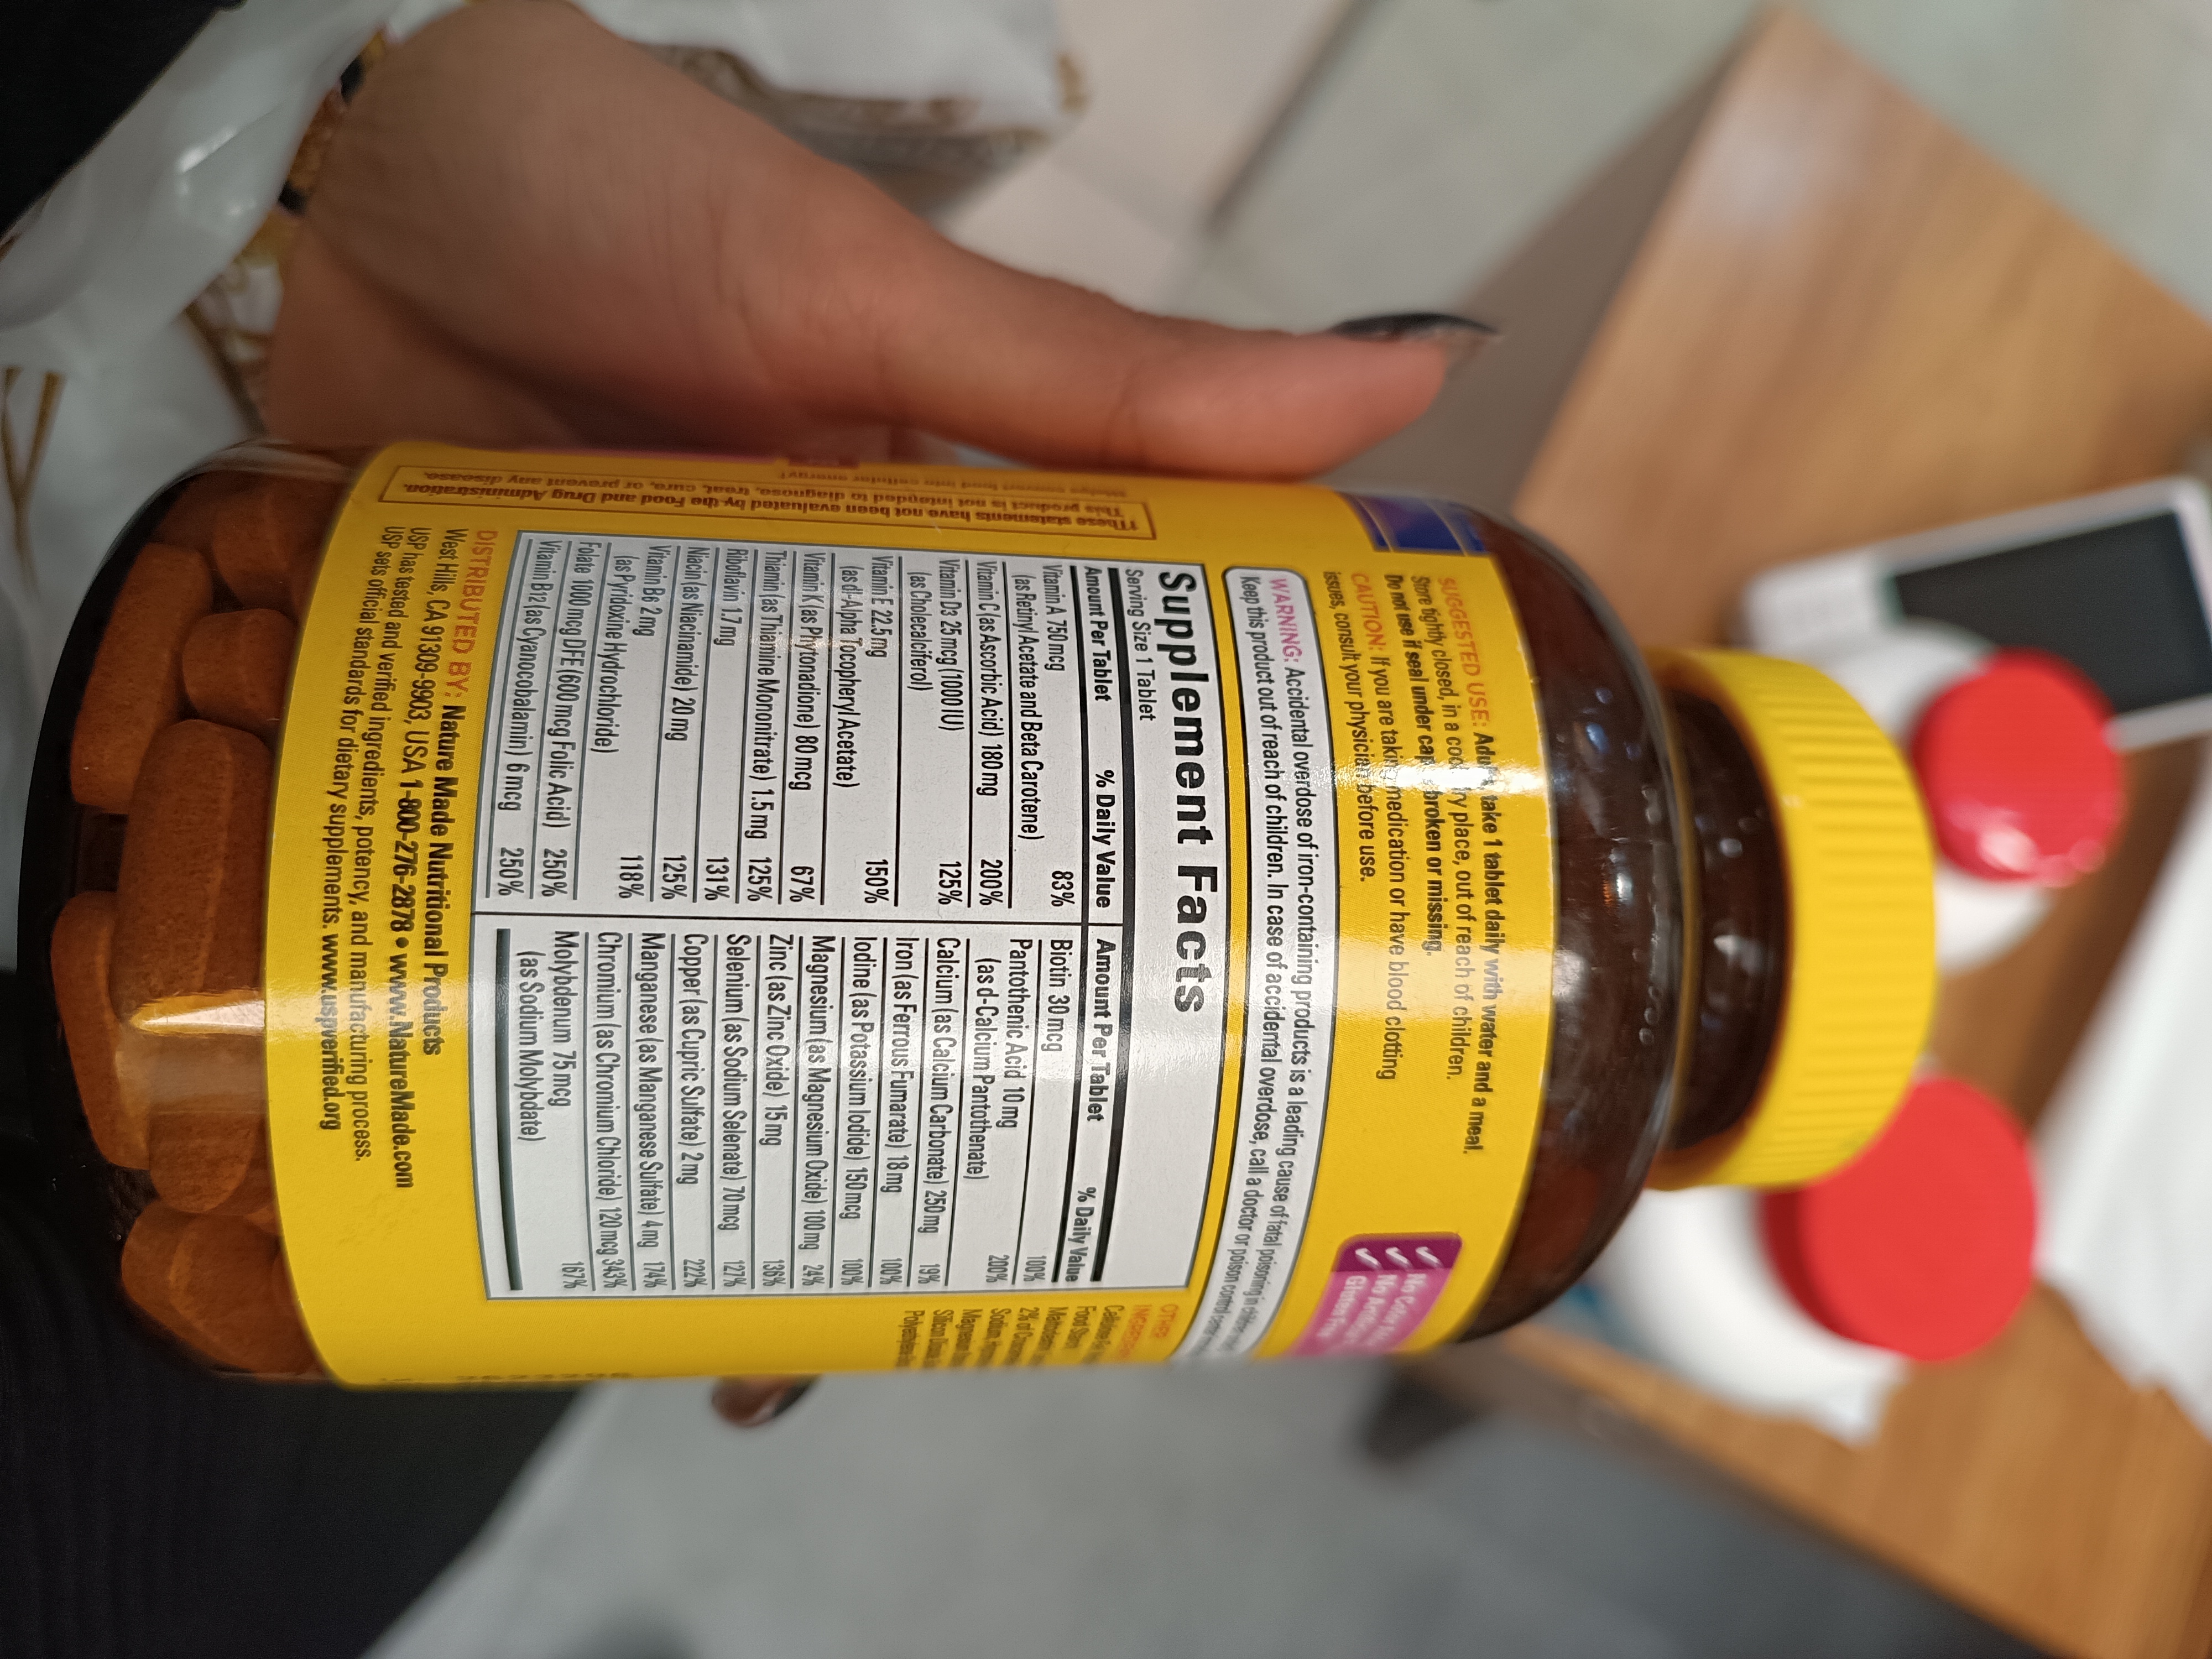 SUGGESTED USE: Adults, take 1 tablet daily with water and a meal.
Store tightly closed, in a cool, dry place, out of reach of children.
Do not use if seal under cap is broken or missing.
CAUTION: If you are taking medication or have blood clotting
issues, consult your physician before use.
Gluten Free
WARNING: Accidental overdose of iron-containing products is a leading cause of fatal poisoning in children
Keep this product out of reach of children. In case of accidental overdose, call a doctor or poison control center
Supplement Facts
Serving Size 1 Tablet
Amount Per Tablet % Daily Value
Vitamin A 750 mcg
(as Retinyl Acetate and Beta Carotene) 83%
Vitamin C (as Ascorbic Acid) 180 mg 200%
Vitamin D3 25 mcg (1000 IU)
(as Cholecalciferol) 125%
Vitamin E 22.5 mg
(as dl-Alpha Tocopheryl Acetate) 150%
Vitamin K (as Phytonadione) 80 mcg 67%
Thiamin (as Thiamine Mononitrate) 1.5 mg 125%
Riboflavin 1.7 mg 131%
Niacin (as Niacinamide) 20 mg 125%
Vitamin B6 2 mg
(as Pyridoxine Hydrochloride) 118%
Folate 1000 mcg DFE (600 mcg Folic Acid) 250%
Vitamin B12 (as Cyanocobalamin) 6 mcg 250%
Amount Per Tablet % Daily Value
Biotin 30 mcg 100%
Pantothenic Acid 10 mg
(as d-Calcium Pantothenate) 200%
Calcium (as Calcium Carbonate) 250 mg 19%
Iron (as Ferrous Fumarate) 18 mg 100%
Iodine (as Potassium Iodide) 150 mcg 100%
Magnesium (as Magnesium Oxide) 100 mg 24%
Zinc (as Zinc Oxide) 15 mg 136%
Selenium (as Sodium Selenate) 70 mcg 127%
Copper (as Cupric Sulfate) 2 mg 222%
Manganese (as Manganese Sulfate) 4 mg 174%
Chromium (as Chromium Chloride) 120 mcg 343%
Molybdenum 75 mcg
(as Sodium Molybdate) 167%
OTHER
DISTRIBUTED BY: Nature Made Nutritional Products
West Hills, CA 91309-9903, USA 1-800-276-2878 • www.NatureMade.com
USP has tested and verified ingredients, potency, and manufacturing process.
USP sets official standards for dietary supplements. www.uspverified.org
†These statements have not been evaluated by the Food and Drug Administration.
This product is not intended to diagnose, treat, cure, or prevent any disease.